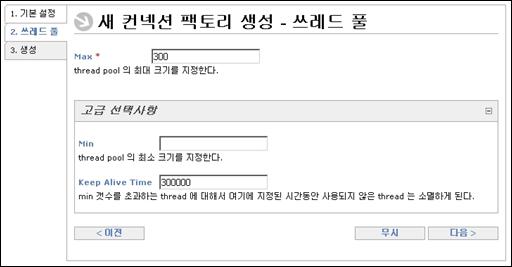 1. 기본 설정
2. 쓰레드 풀
3. 생성
새 컨넥션 팩토리 생성 - 쓰레드 풀
Max * 300
thread pool 의 최대 크기를 지정한다.
고급 선택사항
Min
thread pool 의 최소 크기를 지정한다.
Keep Alive Time 300000
min 갯수를 초과하는 thread 에 대해서 여기에 지정된 시간동안 사용되지 않은 thread 는 소멸하게 된다.
< 이전 무시 다음 >